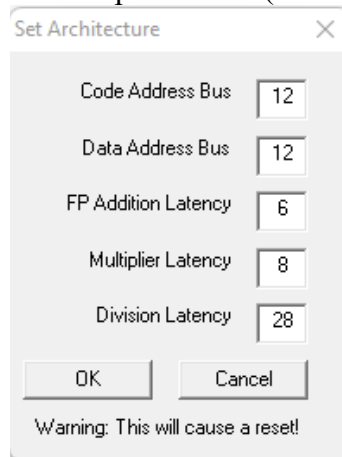 Set Architecture
Code Address Bus 12
Data Address Bus 12
FP Addition Latency 6
Multiplier Latency 8
Division Latency 28
OK Cancel
Warning: This will cause a reset!